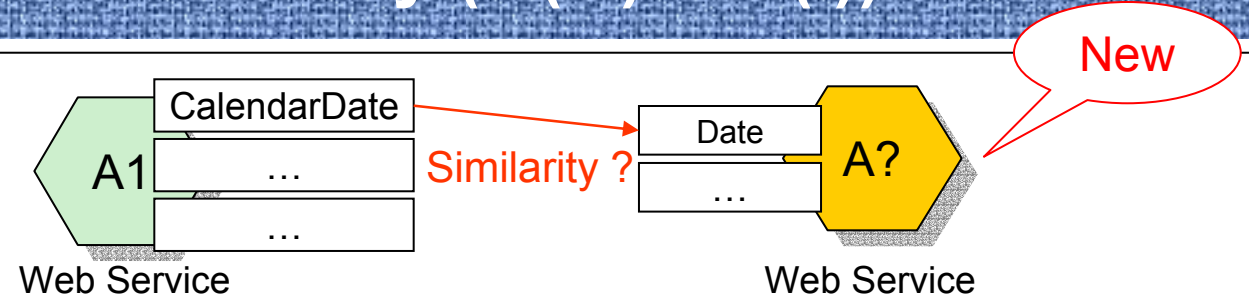 New
CalendarDate
Date
A1
…
Similarity ?
…
A?
…
Web Service
Web Service